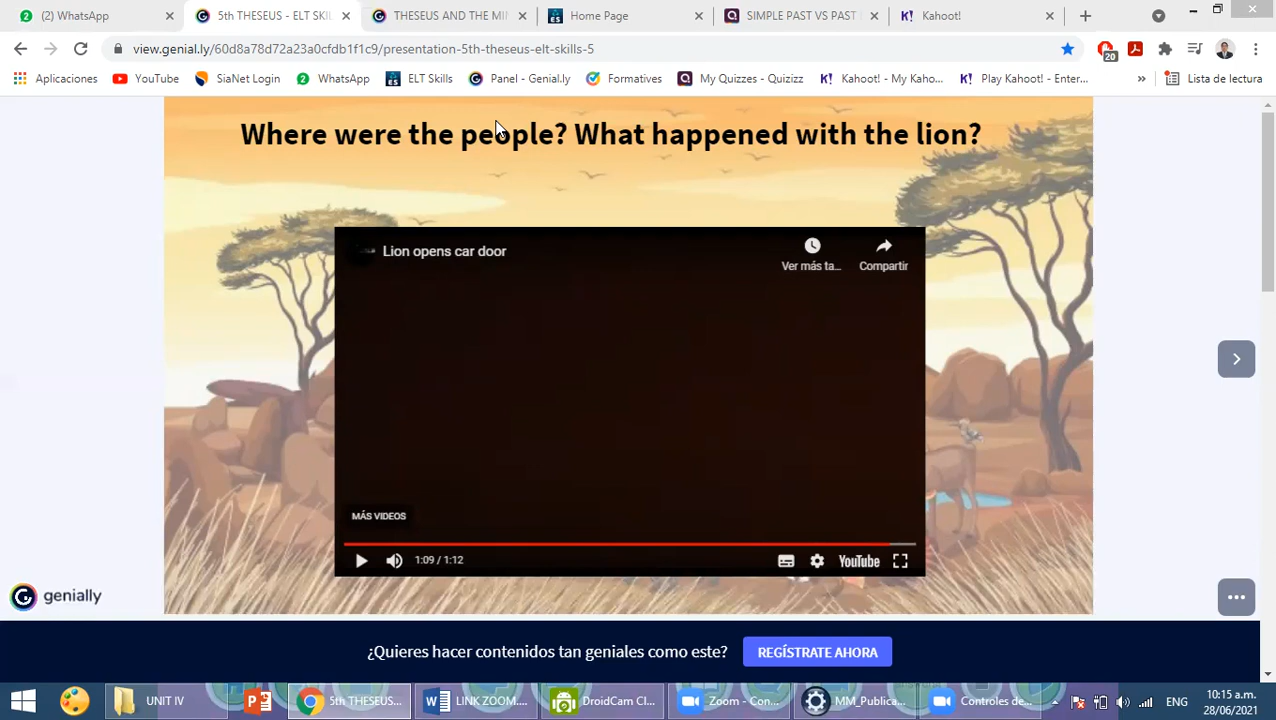 (2) WhatsApp
5th THESEUS - ELT SKIL
THESEUS AND THE MI
Home Page
SIMPLE PAST VS PAST
Kahoot!
view.genial.ly/60d8a78d72a23a0cfdb1f1c9/presentation-5th-theseus-elt-skills-5
20
Aplicaciones
YouTube
SiaNet Login
WhatsApp
ELT Skills
Panel - Genial.ly
Formatives
My Quizzes - Quizizz
Kahoot! - My Kaho...
Play Kahoot! - Enter...
»
Lista de lectura
Where were the people? What happened with the lion?
Lion opens car door
Ver más ta...
Compartir
MÁS VIDEOS
1:09 / 1:12
YouTube
genially
¿Quieres hacer contenidos tan geniales como este?
REGÍSTRATE AHORA
UNIT IV
5th THESEUS...
LINK ZOOM....
DroidCam Cl...
Zoom - Con...
MM_Publica...
Controles de...
ENG
10:15 a.m.
28/06/2021